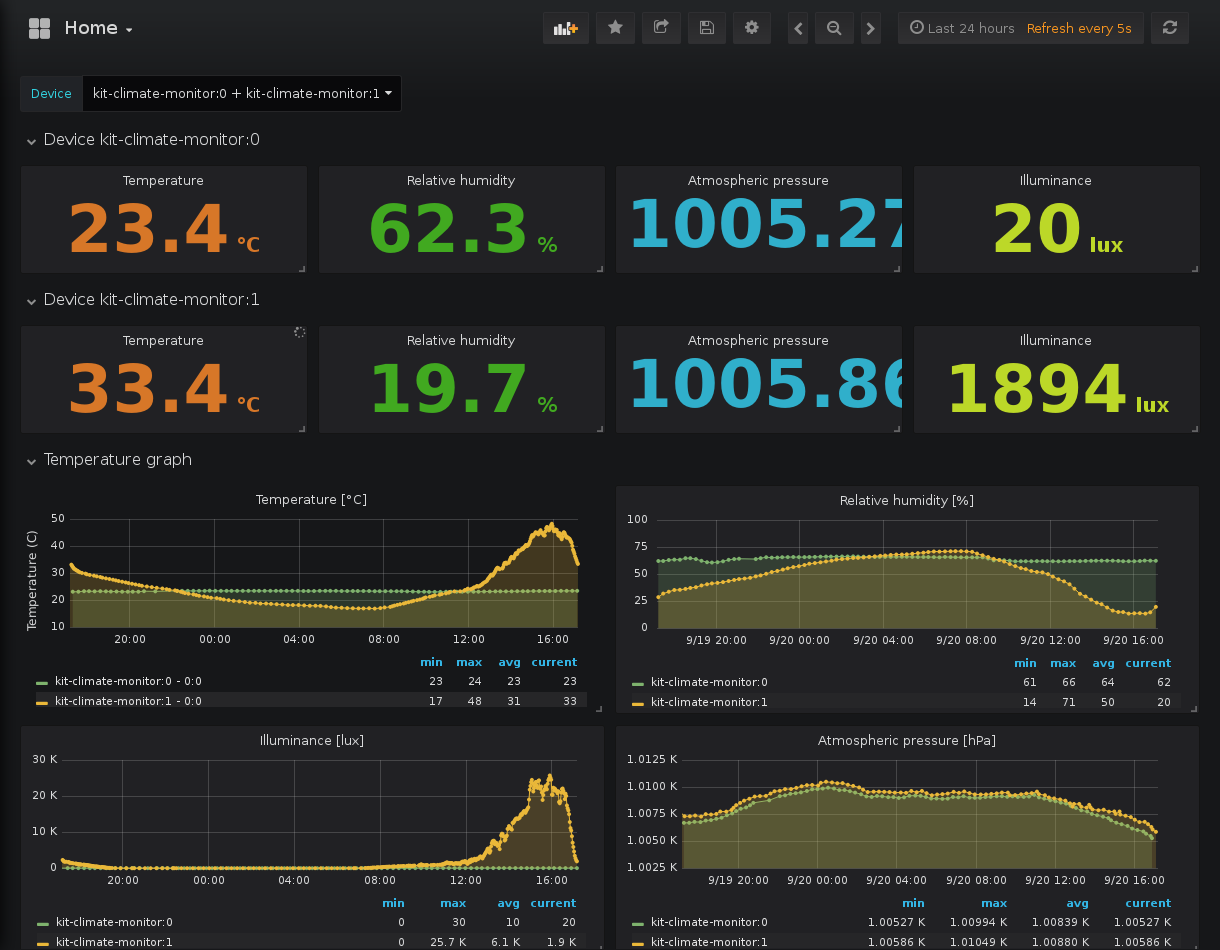 Home
Last 24 hours Refresh every 5s
Device kit-climate-monitor:0 + kit-climate-monitor:1
Device kit-climate-monitor:0
Temperature Relative humidity Atmospheric pressure Illuminance
23.4 °C 62.3 % 1005.27 20 lux
Device kit-climate-monitor:1
Temperature Relative humidity Atmospheric pressure Illuminance
33.4 °C 19.7 % 1005.86 1894 lux
Temperature graph
Temperature [°C]
Temperature (C)
50
40
30
20
10
20:00 00:00 04:00 08:00 12:00 16:00
min max avg current
kit-climate-monitor:0 - 0:0 23 24 23 23
kit-climate-monitor:1 - 0:0 17 48 31 33
Relative humidity [%]
100
75
50
25
0
9/19 20:00 9/20 00:00 9/20 04:00 9/20 08:00 9/20 12:00 9/20 16:00
min max avg current
kit-climate-monitor:0 61 66 64 62
kit-climate-monitor:1 14 71 50 20
Illuminance [lux]
30 K
20 K
10 K
0
20:00 00:00 04:00 08:00 12:00 16:00
min max avg current
kit-climate-monitor:0 0 30 10 20
kit-climate-monitor:1 0 25.7 K 6.1 K 1.9 K
Atmospheric pressure [hPa]
1.0125 K
1.0100 K
1.0075 K
1.0050 K
1.0025 K
9/19 20:00 9/20 00:00 9/20 04:00 9/20 08:00 9/20 12:00 9/20 16:00
min max avg current
kit-climate-monitor:0 1.00527 K 1.00994 K 1.00839 K 1.00527 K
kit-climate-monitor:1 1.00586 K 1.01049 K 1.00880 K 1.00586 K